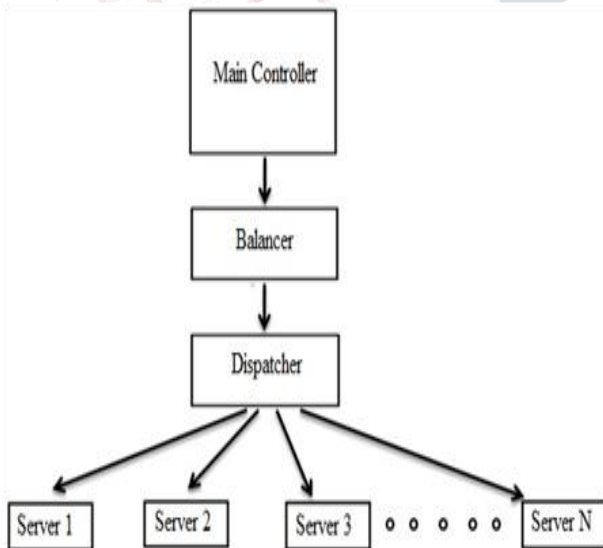 Main Controller
Balancer
Dispatcher
Server 1
Server 2
Server 3
Server N